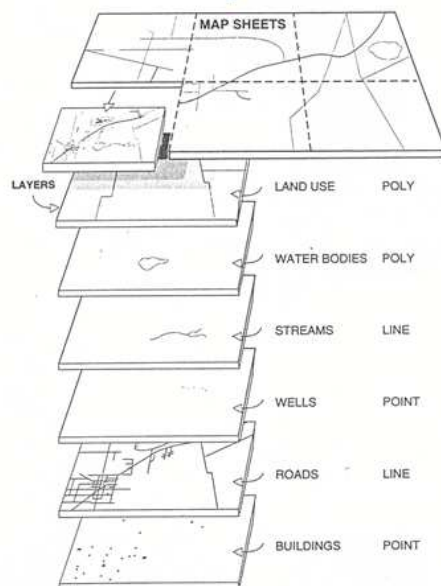 MAP SHEETS
LAYERS
LAND USE POLY
WATER BODIES POLY
STREAMS LINE
WELLS POINT
ROADS LINE
BUILDINGS POINT